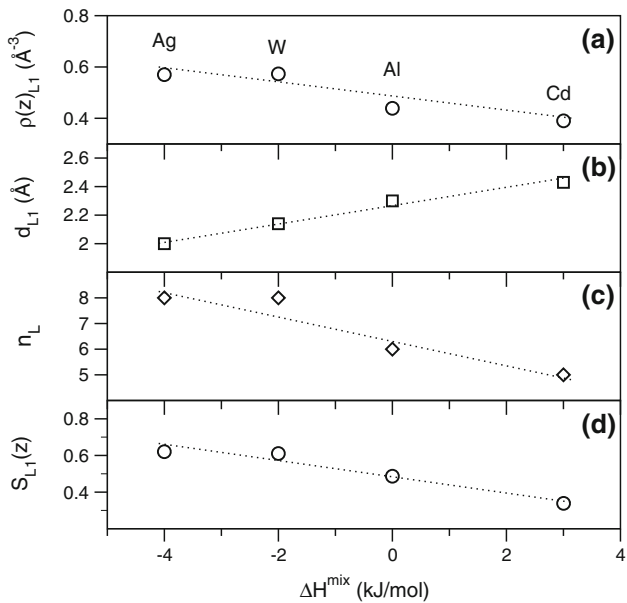 Ag W Al Cd (a)
0.8
0.6
0.4
ρ(z)L1 (Å-3)
(b)
2.6
2.4
2.2
2
dL1 (Å)
(c)
8
7
6
5
nL
(d)
0.8
0.6
0.4
SL1(z)
-4 -2 0 2 4
ΔHmix (kJ/mol)